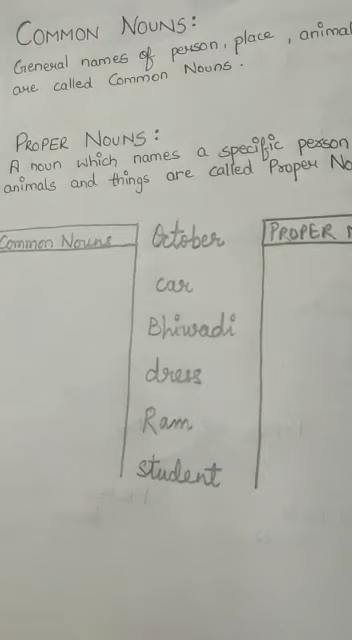 COMMON NOUNS:
General names of person, place, animal
are called Common Nouns.
PROPER NOUNS:
A noun which names a specific person
animals and things are called Proper No
Common Nouns
PROPER N
October
car
Bhiwadi
dress
Ram
student